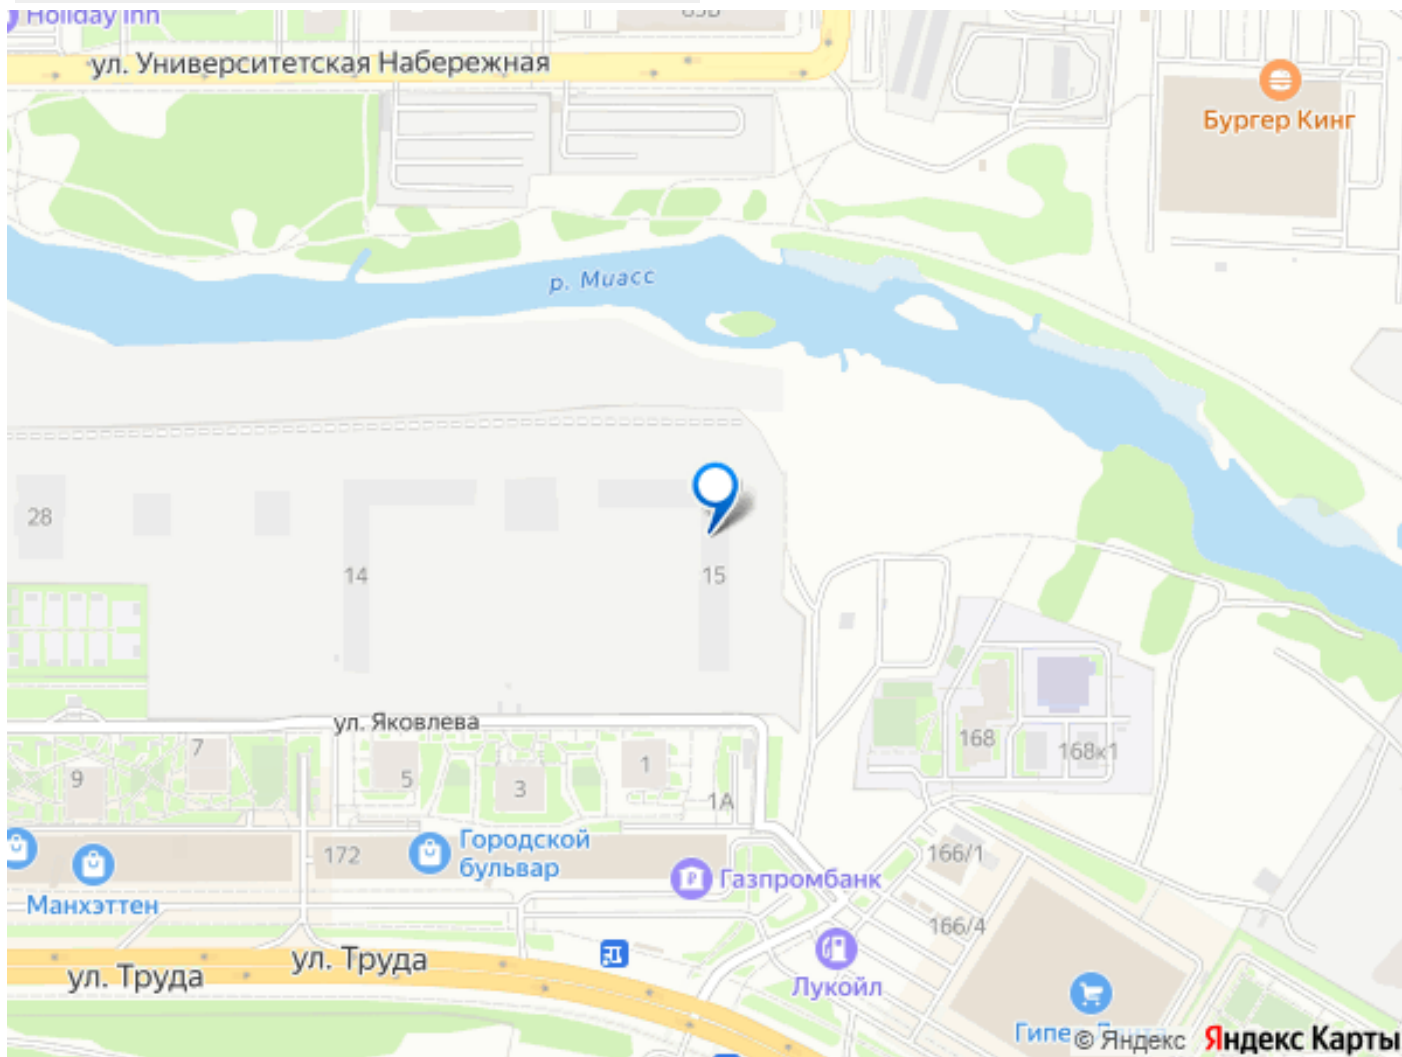 Holiday Inn
85В
ул. Университетская Набережная
Бургер Кинг
р. Миасс
28
14
15
ул. Яковлева
7
9
5
3
1
1А
168
168к1
172
Городской
бульвар
Манхэттен
Газпромбанк
166/1
166/4
ул. Труда
ул. Труда
Лукойл
© Яндекс
Яндекс Карты